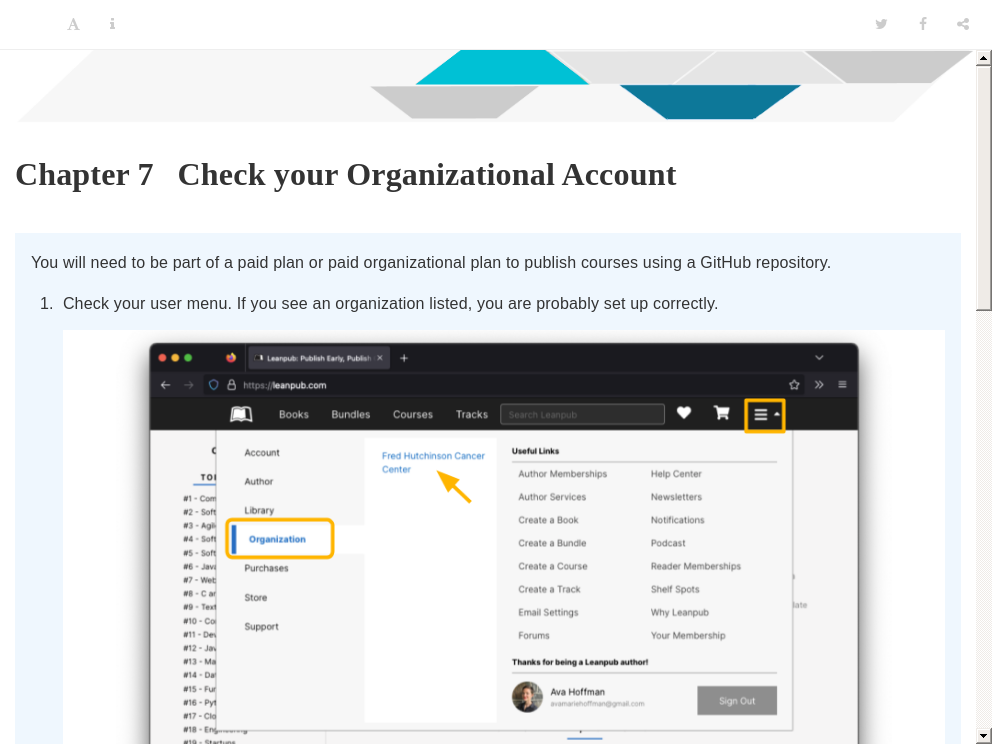 Chapter 7 Check your Organizational Account
You will need to be part of a paid plan or paid organizational plan to publish courses using a GitHub repository.
1. Check your user menu. If you see an organization listed, you are probably set up correctly.
Leanpub: Publish Early, Publish
https://leanpub.com
Books Bundles Courses Tracks Search Leanpub
Account
Author
Library
Organization
Purchases
Store
Support
Fred Hutchinson Cancer
Center
Useful Links
Author Memberships Help Center
Author Services Newsletters
Create a Book Notifications
Create a Bundle Podcast
Create a Course Reader Memberships
Create a Track Shelf Spots
Email Settings Why Leanpub
Forums Your Membership
Thanks for being a Leanpub author!
Ava Hoffman
avamariehoffman@gmail.com
Sign Out
#1 - Com
#2 - Soft
#3 - Agil
#4 - Soft
#5 - Soft
#6 - Java
#7 - Web
#8 - C an
#9 - Text
#10 - Co
#11 - Dev
#12 - Jav
#13 - Ma
#14 - Da
#15 - Fur
#16 - Pyt
#17 - Clo
#18 - Engineering
#19 - Startups